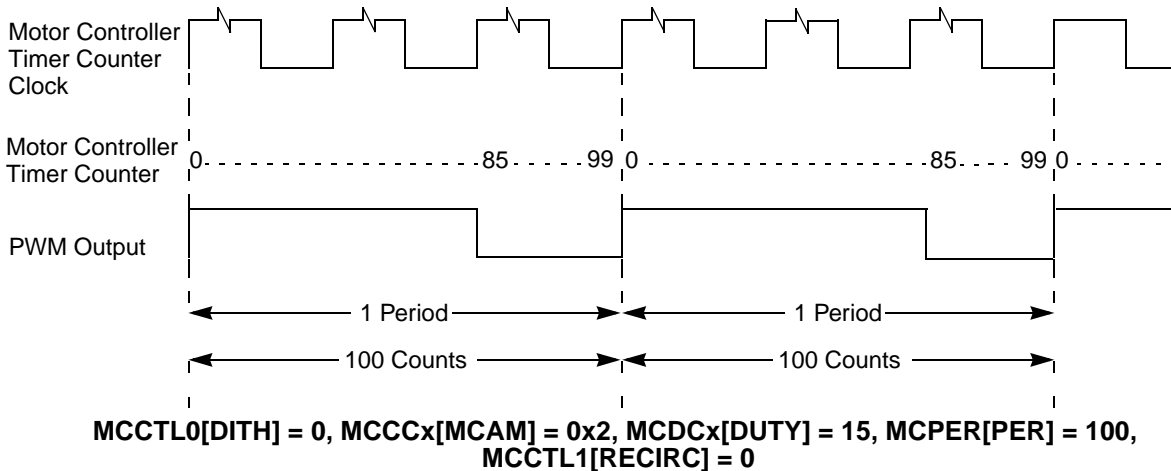 Motor Controller
Timer Counter
Clock
Motor Controller
Timer Counter
0 85 99 0 85 99 0
PWM Output
1 Period 1 Period
100 Counts 100 Counts
MCCTL0[DITH] = 0, MCCCx[MCAM] = 0x2, MCDCx[DUTY] = 15, MCPER[PER] = 100,
MCCTL1[RECIRC] = 0